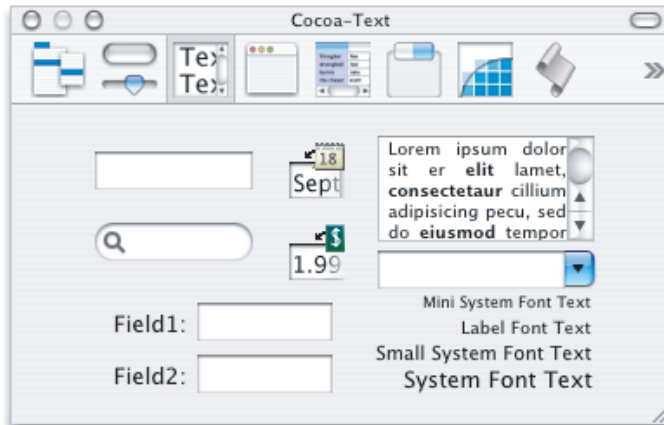 Cocoa-Text
Tex
Tex
18
Sept
1.99
Lorem ipsum dolor
sit er elit lamet,
consectetaur cillium
adipisicing pecu, sed
do eiusmod tempor
Mini System Font Text
Label Font Text
Small System Font Text
System Font Text
Field1:
Field2: